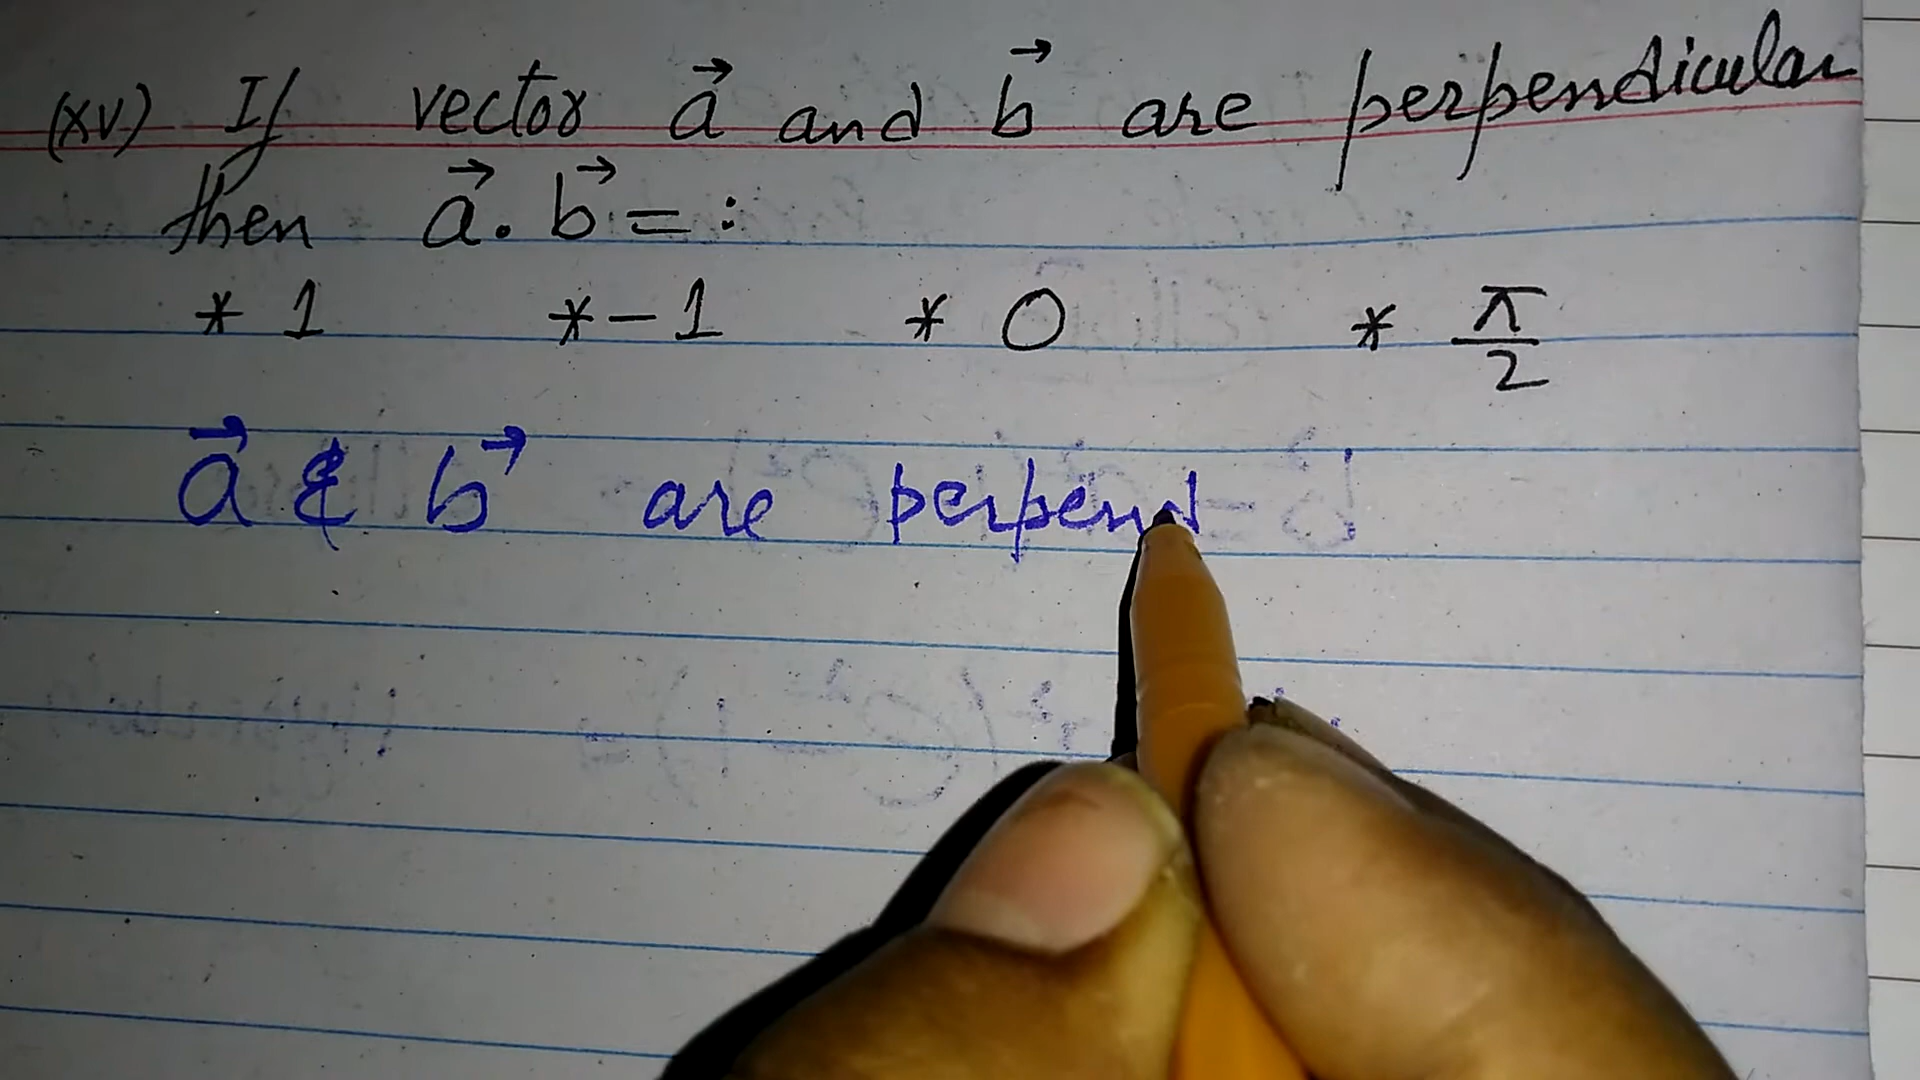 (xv) If vector a⃗ and b⃗ are perpendicular
then a⃗ . b⃗ = :
* 1 * -1 * 0 * π/2
a⃗ & b⃗ are perpend